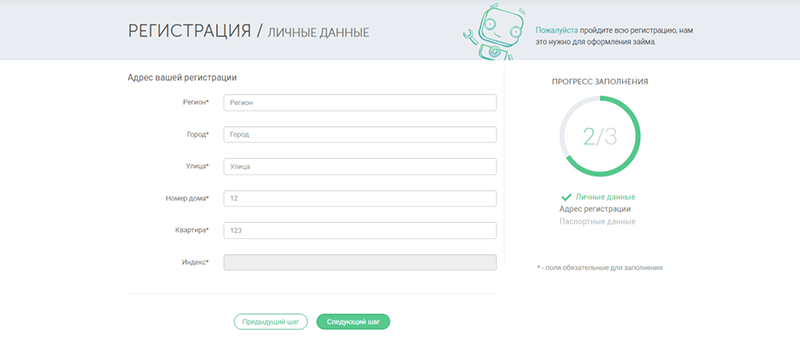 РЕГИСТРАЦИЯ / ЛИЧНЫЕ ДАННЫЕ
Пожалуйста пройдите всю регистрацию, нам
это нужно для оформления займа.
Адрес вашей регистрации
Регион* Регион
Город* Город
Улица* Улица
Номер дома* 12
Квартира* 123
Индекс*
Предыдущий шаг Следующий шаг
ПРОГРЕСС ЗАПОЛНЕНИЯ
2/3
Личные данные
Адрес регистрации
Паспортные данные
* - поля обязательные для заполнения